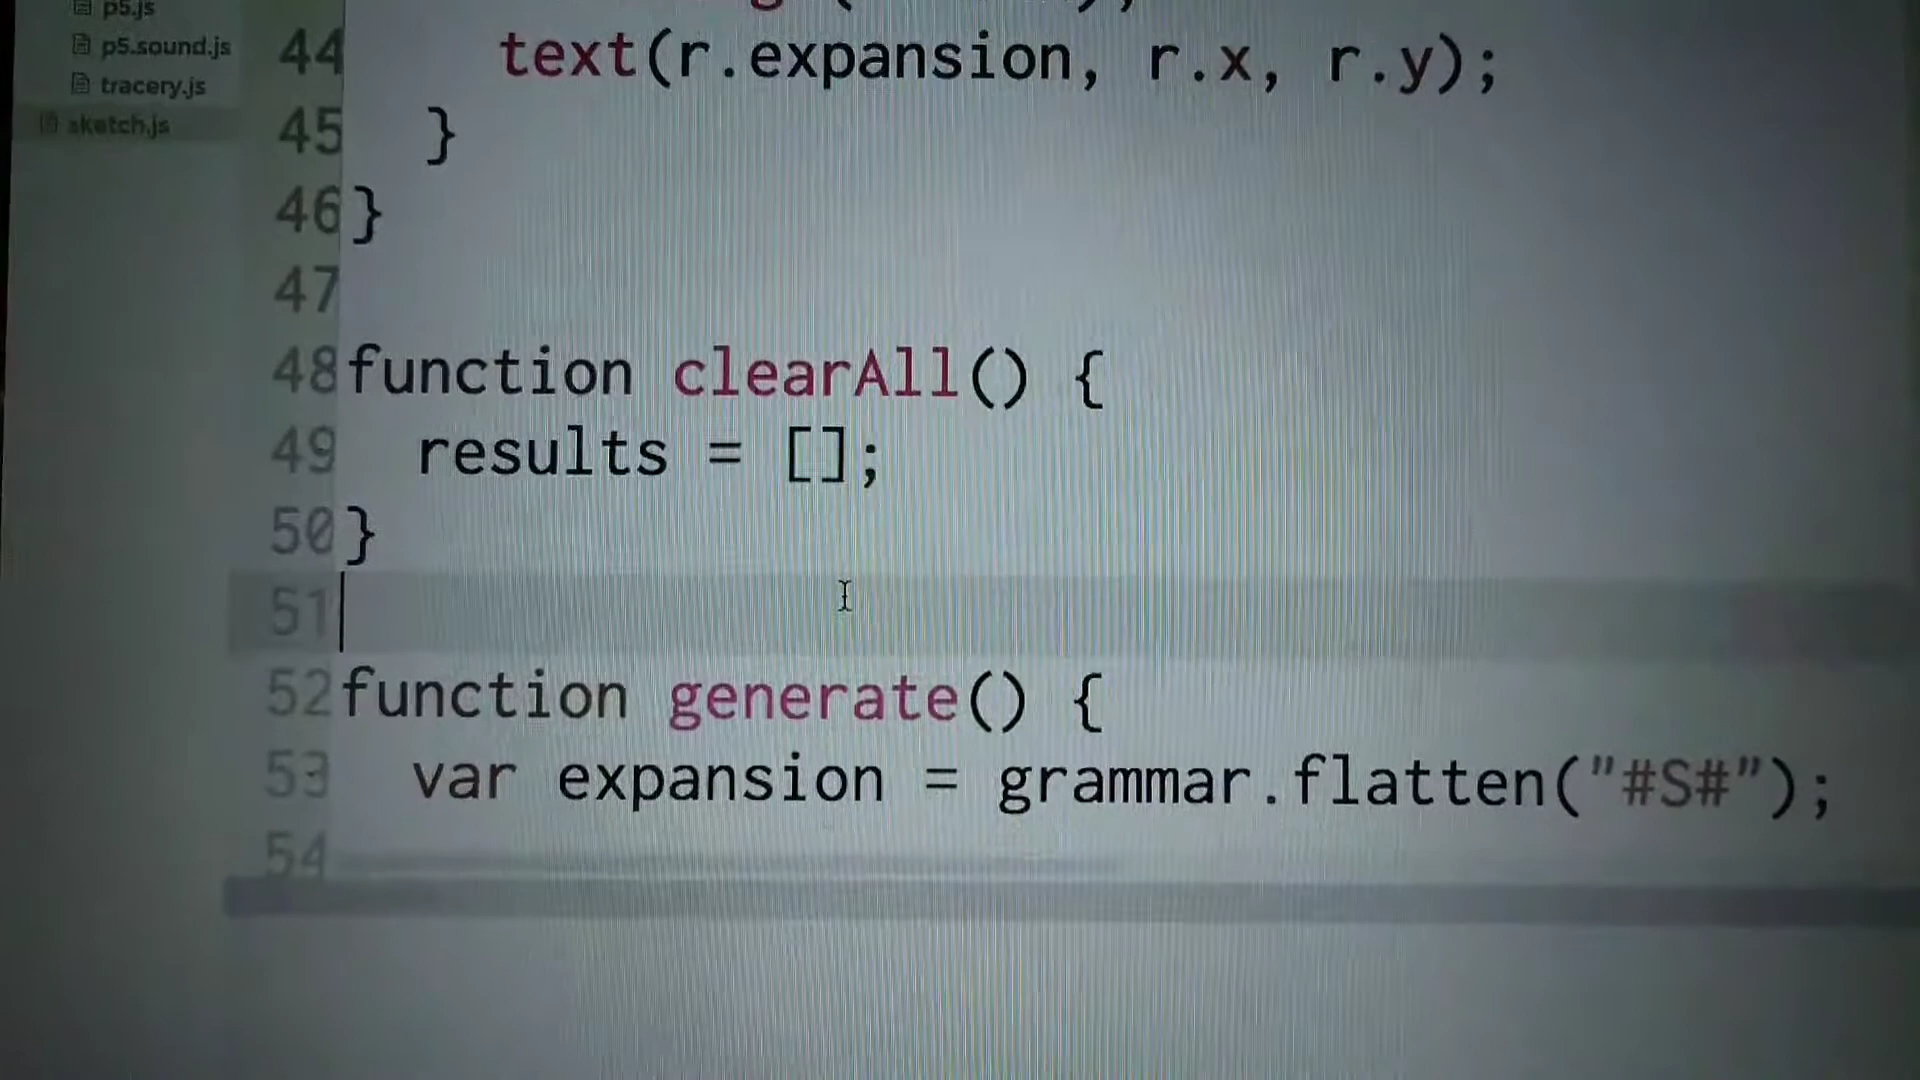 p5.js
p5.sound.js
tracery.js
sketch.js
44 text(r.expansion, r.x, r.y);
45 }
46 }
47
48 function clearAll() {
49 results = [];
50 }
51
52 function generate() {
53 var expansion = grammar.flatten("#S#");
54